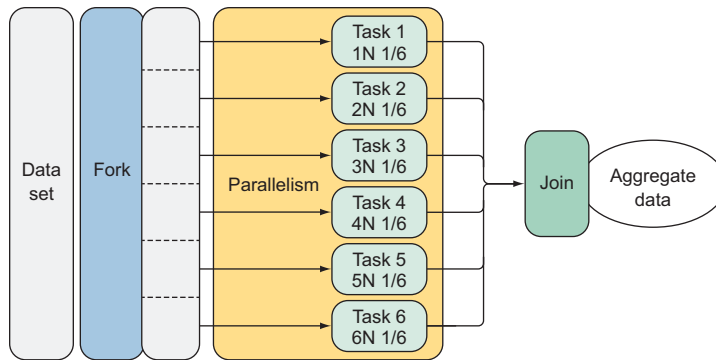 Data
set
Fork
Parallelism
Task 1
1N 1/6
Task 2
2N 1/6
Task 3
3N 1/6
Task 4
4N 1/6
Task 5
5N 1/6
Task 6
6N 1/6
Join
Aggregate
data